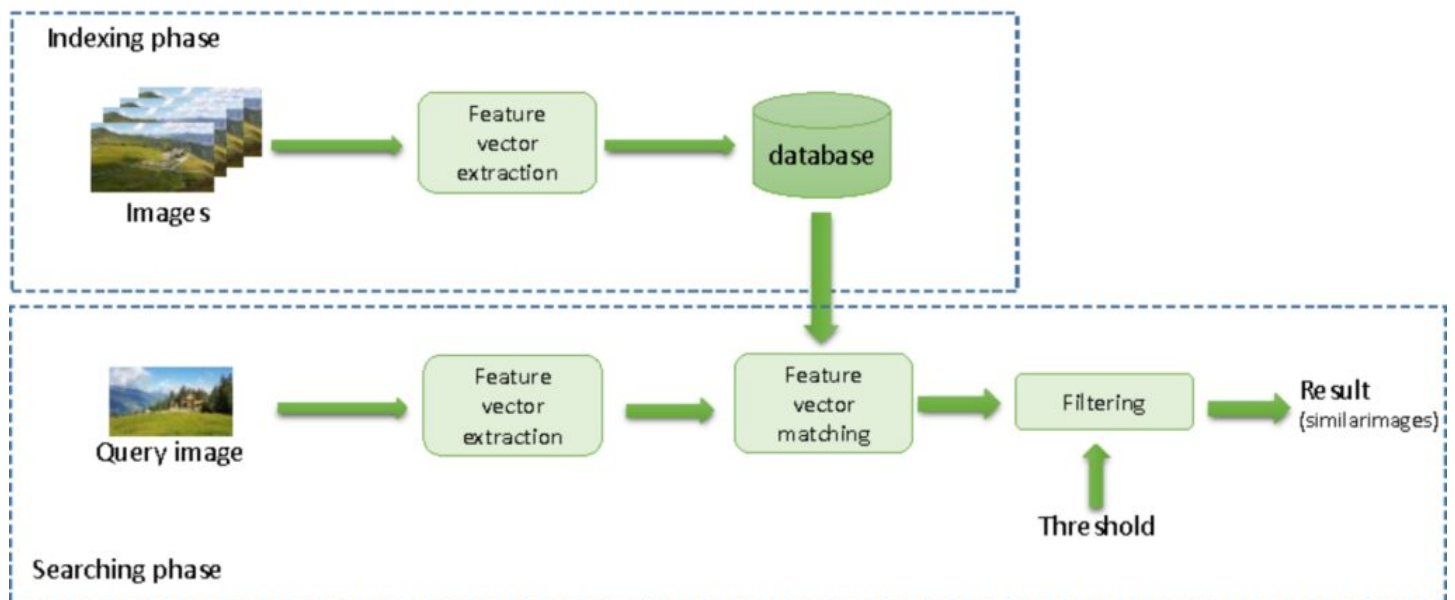 Indexing phase
Feature
vector
extraction
database
Images
Feature
vector
extraction
Feature
vector
matching
Filtering
Result
(similarimages)
Query image
Threshold
Searching phase